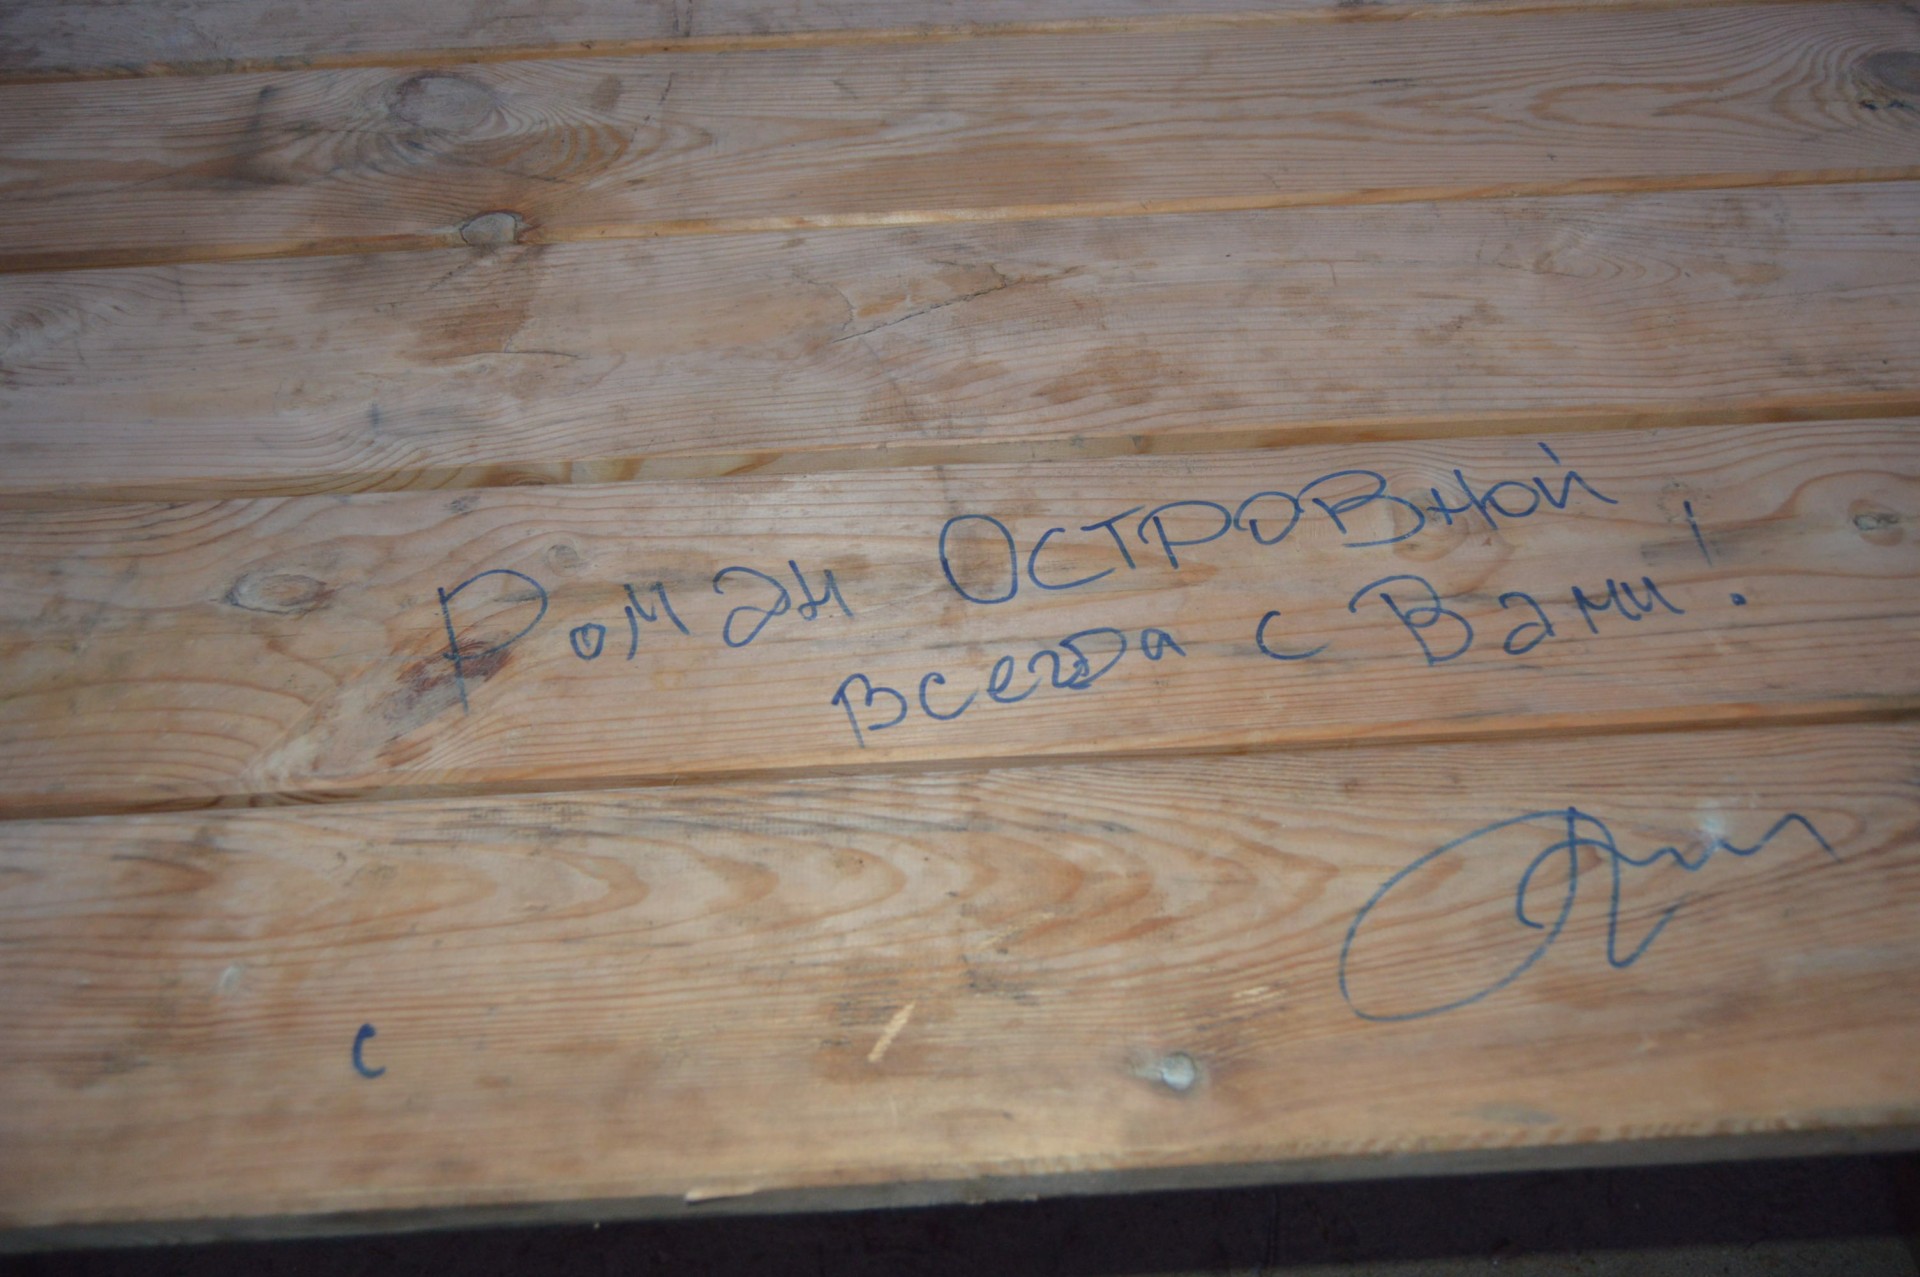 Роман Островной
всегда с Вами!
с